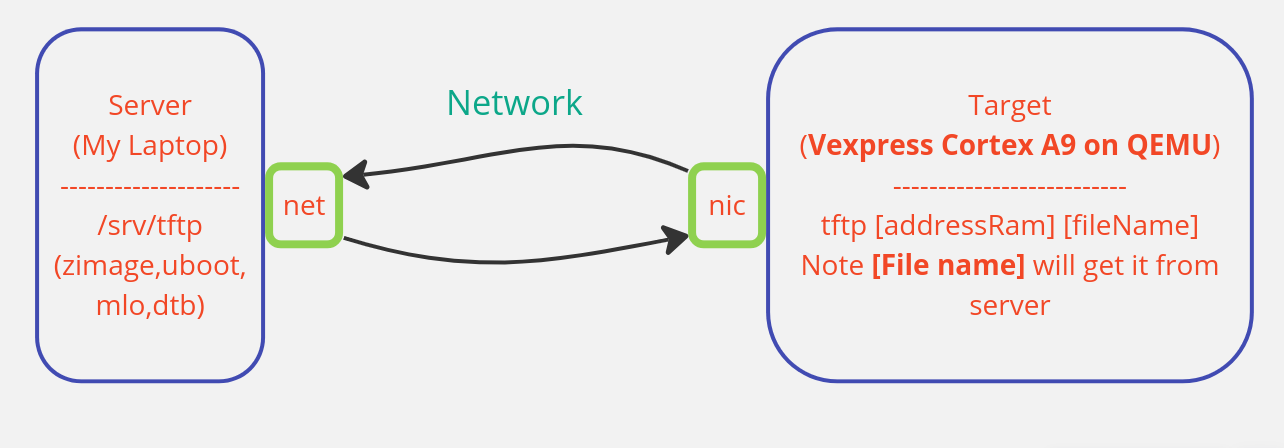 Server
(My Laptop)
--------------------
/srv/tftp
(zimage,uboot,
mlo,dtb)
net
Network
nic
Target
(Vexpress Cortex A9 on QEMU)
--------------------------
tftp [addressRam] [fileName]
Note [File name] will get it from
server